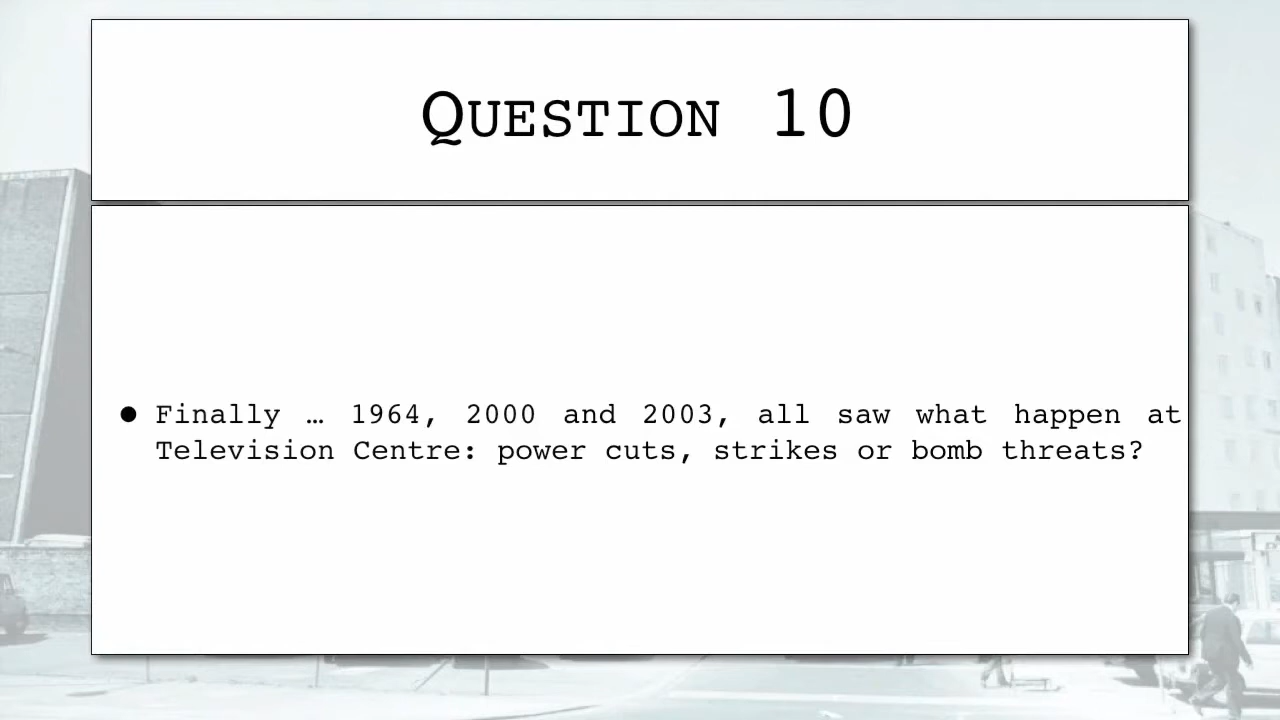 QUESTION 10
● Finally … 1964, 2000 and 2003, all saw what happen at
Television Centre: power cuts, strikes or bomb threats?